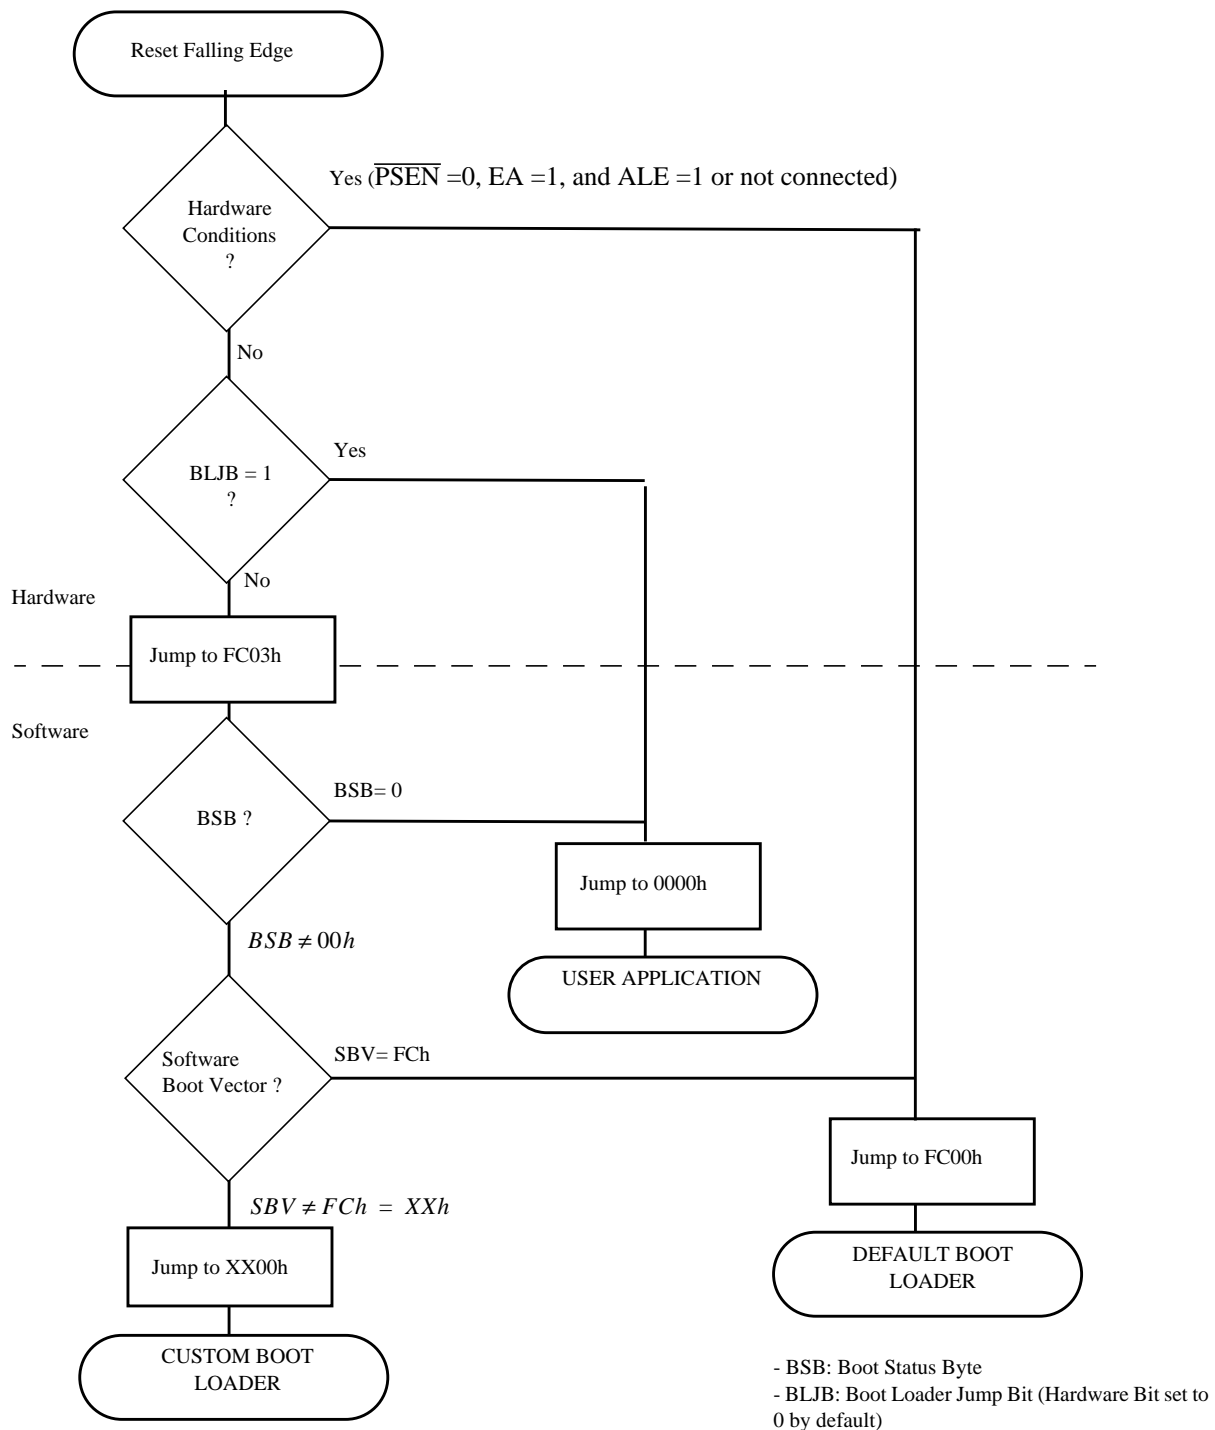 Reset Falling Edge
Yes (P̅S̅E̅N̅ =0, EA =1, and ALE =1 or not connected)
Hardware
Conditions
?
No
Yes
BLJB = 1
?
No
Hardware
Jump to FC03h
Software
BSB= 0
BSB ?
Jump to 0000h
BSB ≠ 00h
USER APPLICATION
SBV= FCh
Software
Boot Vector ?
Jump to FC00h
SBV ≠ FCh = XXh
Jump to XX00h
DEFAULT BOOT
LOADER
CUSTOM BOOT
LOADER
- BSB: Boot Status Byte
- BLJB: Boot Loader Jump Bit (Hardware Bit set to
0 by default)